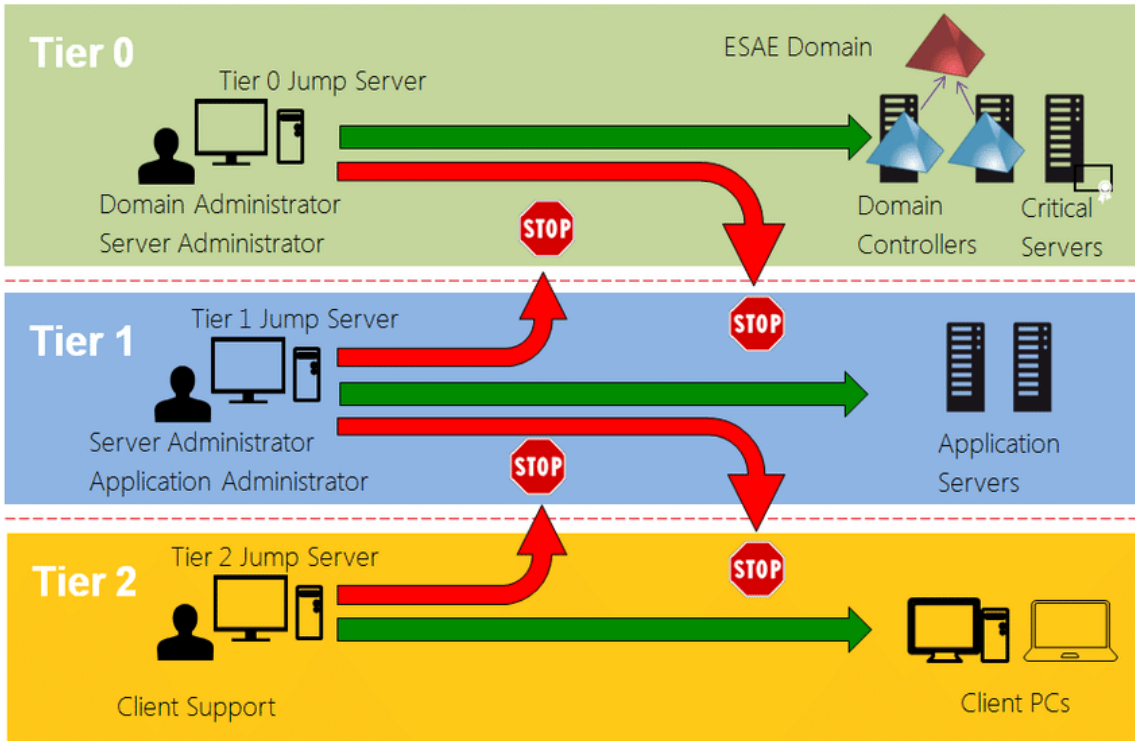 Tier 0
Tier 0 Jump Server
ESAE Domain
Domain Administrator
Server Administrator
STOP
Domain
Controllers
Critical
Servers
Tier 1
Tier 1 Jump Server
STOP
Server Administrator
Application Administrator
STOP
Application
Servers
Tier 2
Tier 2 Jump Server
STOP
Client Support
Client PCs